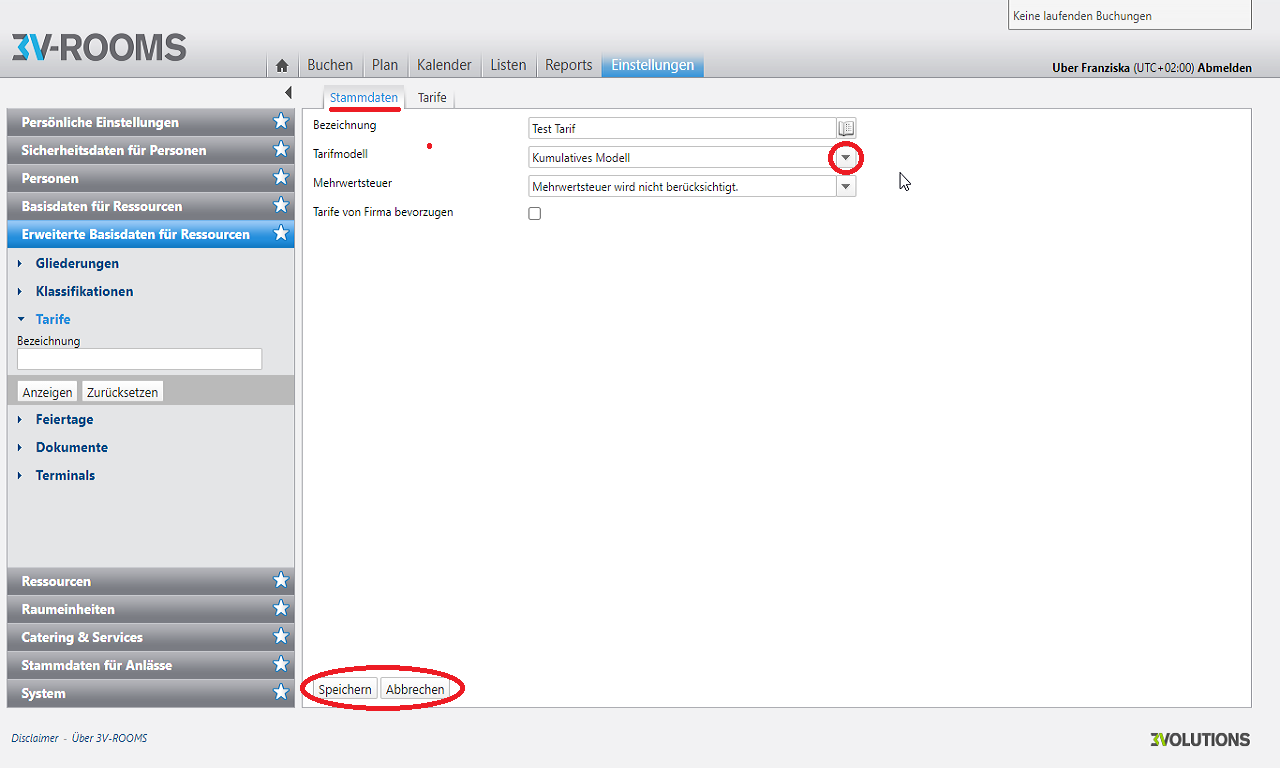 Keine laufenden Buchungen
3V-ROOMS
Buchen Plan Kalender Listen Reports Einstellungen
Uber Franziska (UTC+02:00) Abmelden
Stammdaten Tarife
Persönliche Einstellungen
Sicherheitsdaten für Personen
Personen
Basisdaten für Ressourcen
Erweiterte Basisdaten für Ressourcen
Gliederungen
Klassifikationen
Tarife
Bezeichnung
Anzeigen Zurücksetzen
Feiertage
Dokumente
Terminals
Ressourcen
Raumeinheiten
Catering & Services
Stammdaten für Anlässe
System
Bezeichnung Test Tarif
Tarifmodell Kumulatives Modell
Mehrwertsteuer Mehrwertsteuer wird nicht berücksichtigt.
Tarife von Firma bevorzugen
Speichern Abbrechen
Disclaimer - Über 3V-ROOMS
3VOLUTIONS